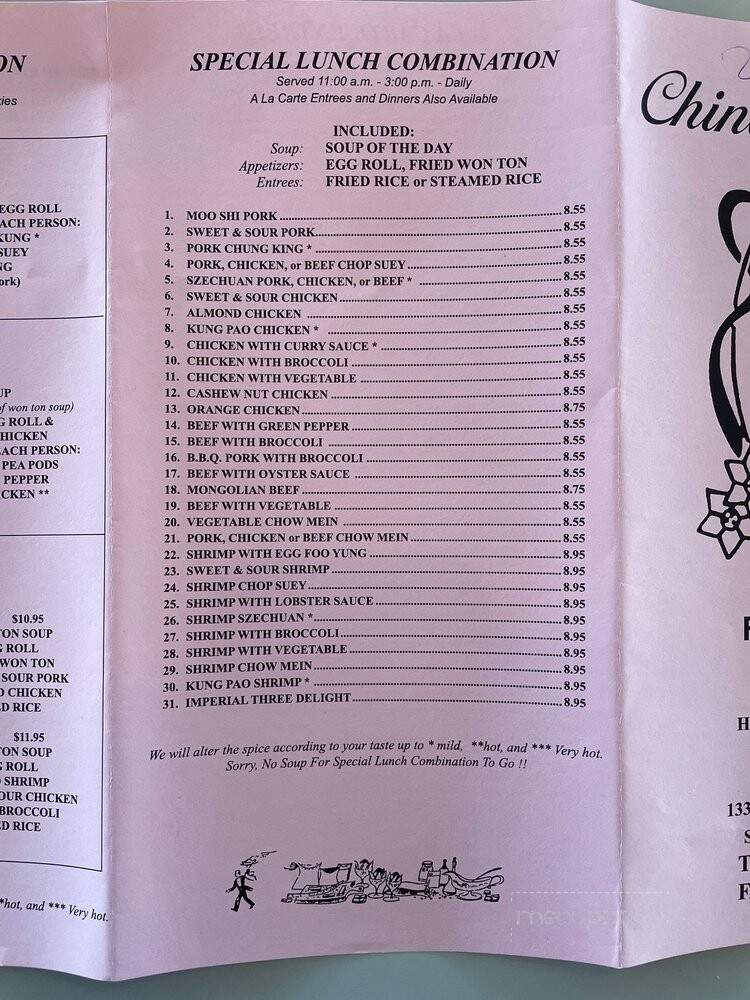 ON
kies
EGG ROLL
ACH PERSON:
KUNG *
SUEY
NG
ork)
UP
of won ton soup)
G ROLL &
HICKEN
EACH PERSON:
PEA PODS
PEPPER
CKEN **
$10.95
TON SOUP
G ROLL
WON TON
SOUR PORK
D CHICKEN
ED RICE
$11.95
TON SOUP
G ROLL
D SHRIMP
OUR CHICKEN
BROCCOLI
ED RICE
*hot, and *** Very hot.
SPECIAL LUNCH COMBINATION
Served 11:00 a.m. - 3:00 p.m. - Daily
A La Carte Entrees and Dinners Also Available
INCLUDED:
Soup: SOUP OF THE DAY
Appetizers: EGG ROLL, FRIED WON TON
Entrees: FRIED RICE or STEAMED RICE
1. MOO SHI PORK 8.55
2. SWEET & SOUR PORK 8.55
3. PORK CHUNG KING * 8.55
4. PORK, CHICKEN, or BEEF CHOP SUEY 8.55
5. SZECHUAN PORK, CHICKEN, or BEEF * 8.55
6. SWEET & SOUR CHICKEN 8.55
7. ALMOND CHICKEN 8.55
8. KUNG PAO CHICKEN * 8.55
9. CHICKEN WITH CURRY SAUCE * 8.55
10. CHICKEN WITH BROCCOLI 8.55
11. CHICKEN WITH VEGETABLE 8.55
12. CASHEW NUT CHICKEN 8.55
13. ORANGE CHICKEN 8.75
14. BEEF WITH GREEN PEPPER 8.55
15. BEEF WITH BROCCOLI 8.55
16. B.B.Q. PORK WITH BROCCOLI 8.55
17. BEEF WITH OYSTER SAUCE 8.55
18. MONGOLIAN BEEF 8.75
19. BEEF WITH VEGETABLE 8.55
20. VEGETABLE CHOW MEIN 8.55
21. PORK, CHICKEN or BEEF CHOW MEIN 8.55
22. SHRIMP WITH EGG FOO YUNG 8.95
23. SWEET & SOUR SHRIMP 8.95
24. SHRIMP CHOP SUEY 8.95
25. SHRIMP WITH LOBSTER SAUCE 8.95
26. SHRIMP SZECHUAN * 8.95
27. SHRIMP WITH BROCCOLI 8.95
28. SHRIMP WITH VEGETABLE 8.95
29. SHRIMP CHOW MEIN 8.95
30. KUNG PAO SHRIMP * 8.95
31. IMPERIAL THREE DELIGHT 8.95
We will alter the spice according to your taste up to * mild, **hot, and *** Very hot.
Sorry, No Soup For Special Lunch Combination To Go !!
Chin
F
H
133
S
T
F